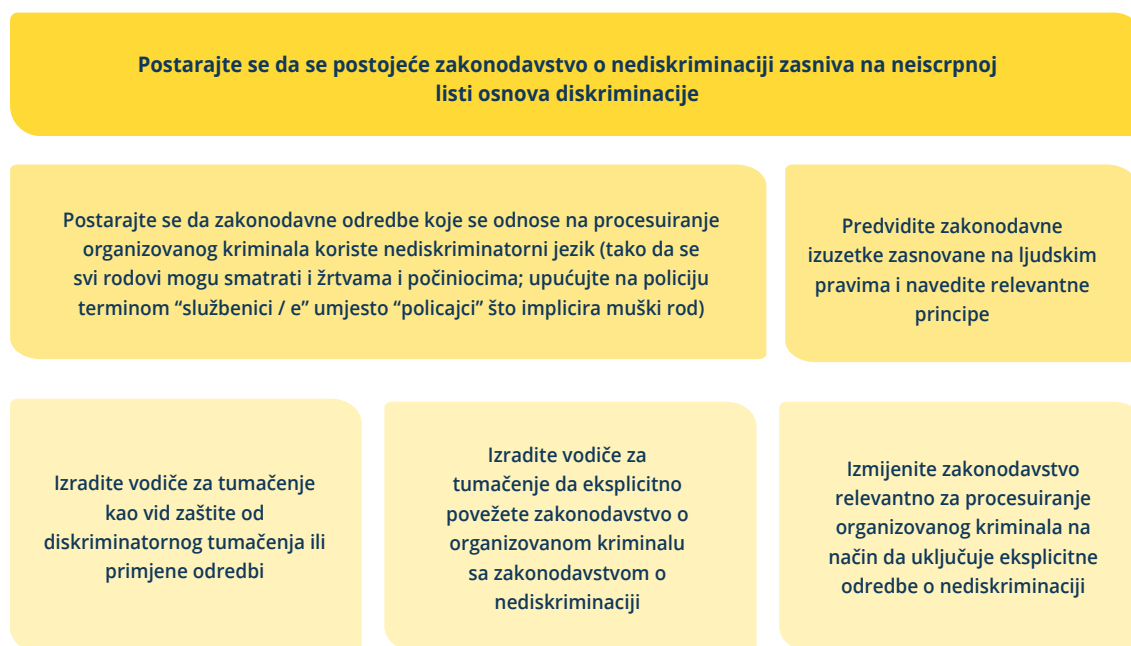 Postarajte se da se postojeće zakonodavstvo o nediskriminaciji zasniva na neiscrpnoj
listi osnova diskriminacije
Postarajte se da zakonodavne odredbe koje se odnose na procesuiranje
organizovanog kriminala koriste nediskriminatorni jezik (tako da se
svi rodovi mogu smatrati i žrtvama i počiniocima; upućujte na policiju
terminom “službenici / e” umjesto “policajci” što implicira muški rod)
Predvidite zakonodavne
izuzetke zasnovane na ljudskim
pravima i navedite relevantne
principe
Izradite vodiče za tumačenje
kao vid zaštite od
diskriminatornog tumačenja ili
primjene odredbi
Izradite vodiče za
tumačenje da eksplicitno
povežete zakonodavstvo o
organizovanom kriminalu
sa zakonodavstvom o
nediskriminaciji
Izmijenite zakonodavstvo
relevantno za procesuiranje
organizovanog kriminala na
način da uključuje eksplicitne
odredbe o nediskriminaciji